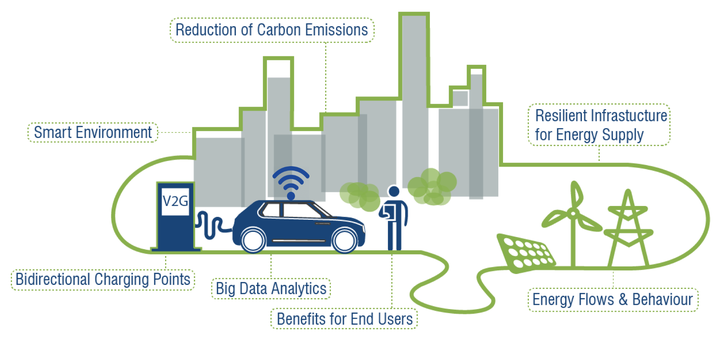 Reduction of Carbon Emissions
Smart Environment
Resilient Infrastucture
for Energy Supply
V2G
Bidirectional Charging Points
Big Data Analytics
Benefits for End Users
Energy Flows & Behaviour